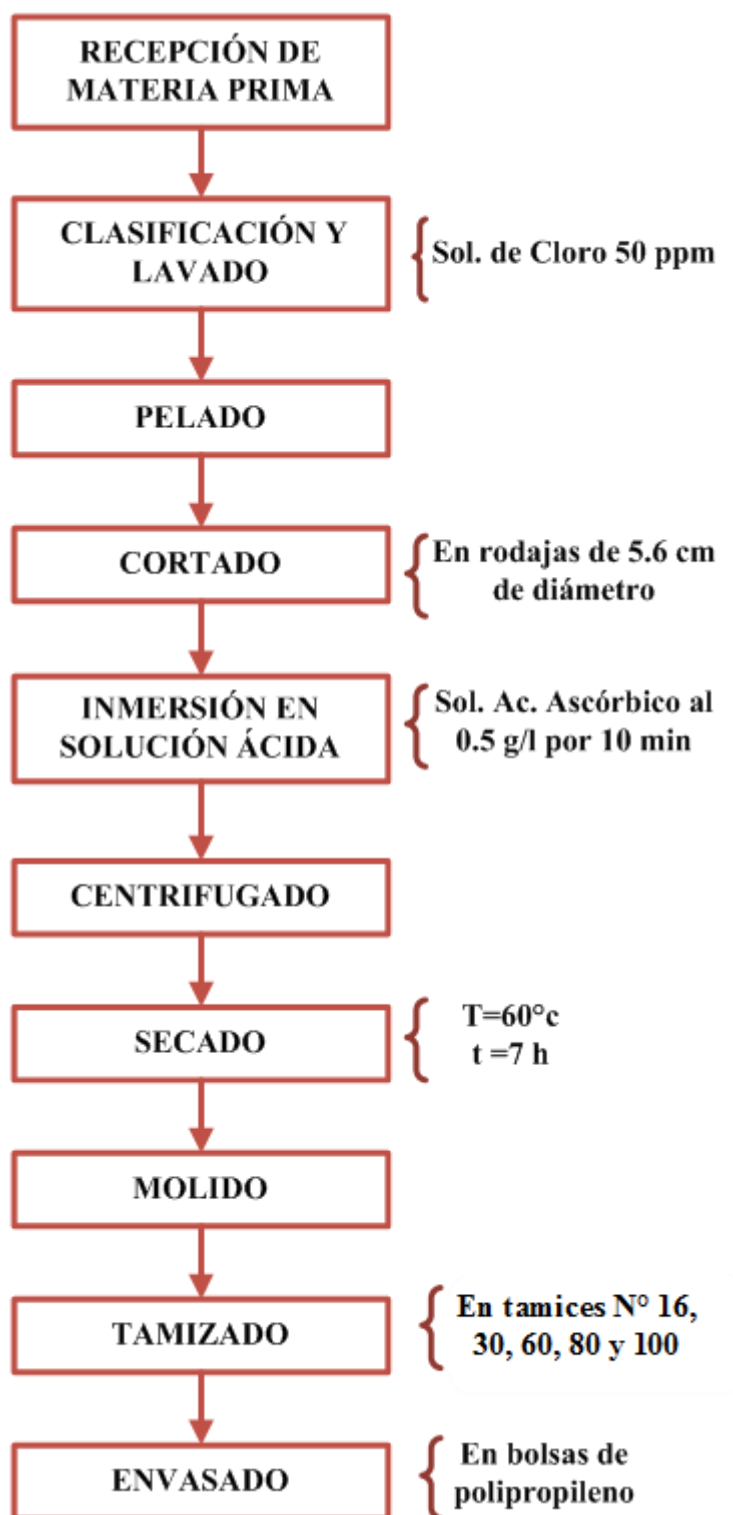 RECEPCIÓN DE
MATERIA PRIMA
CLASIFICACIÓN Y
LAVADO
Sol. de Cloro 50 ppm
PELADO
CORTADO
En rodajas de 5.6 cm
de diámetro
INMERSIÓN EN
SOLUCIÓN ÁCIDA
Sol. Ac. Ascórbico al
0.5 g/l por 10 min
CENTRIFUGADO
SECADO
T=60°c
t =7 h
MOLIDO
TAMIZADO
En tamices N° 16,
30, 60, 80 y 100
ENVASADO
En bolsas de
polipropileno